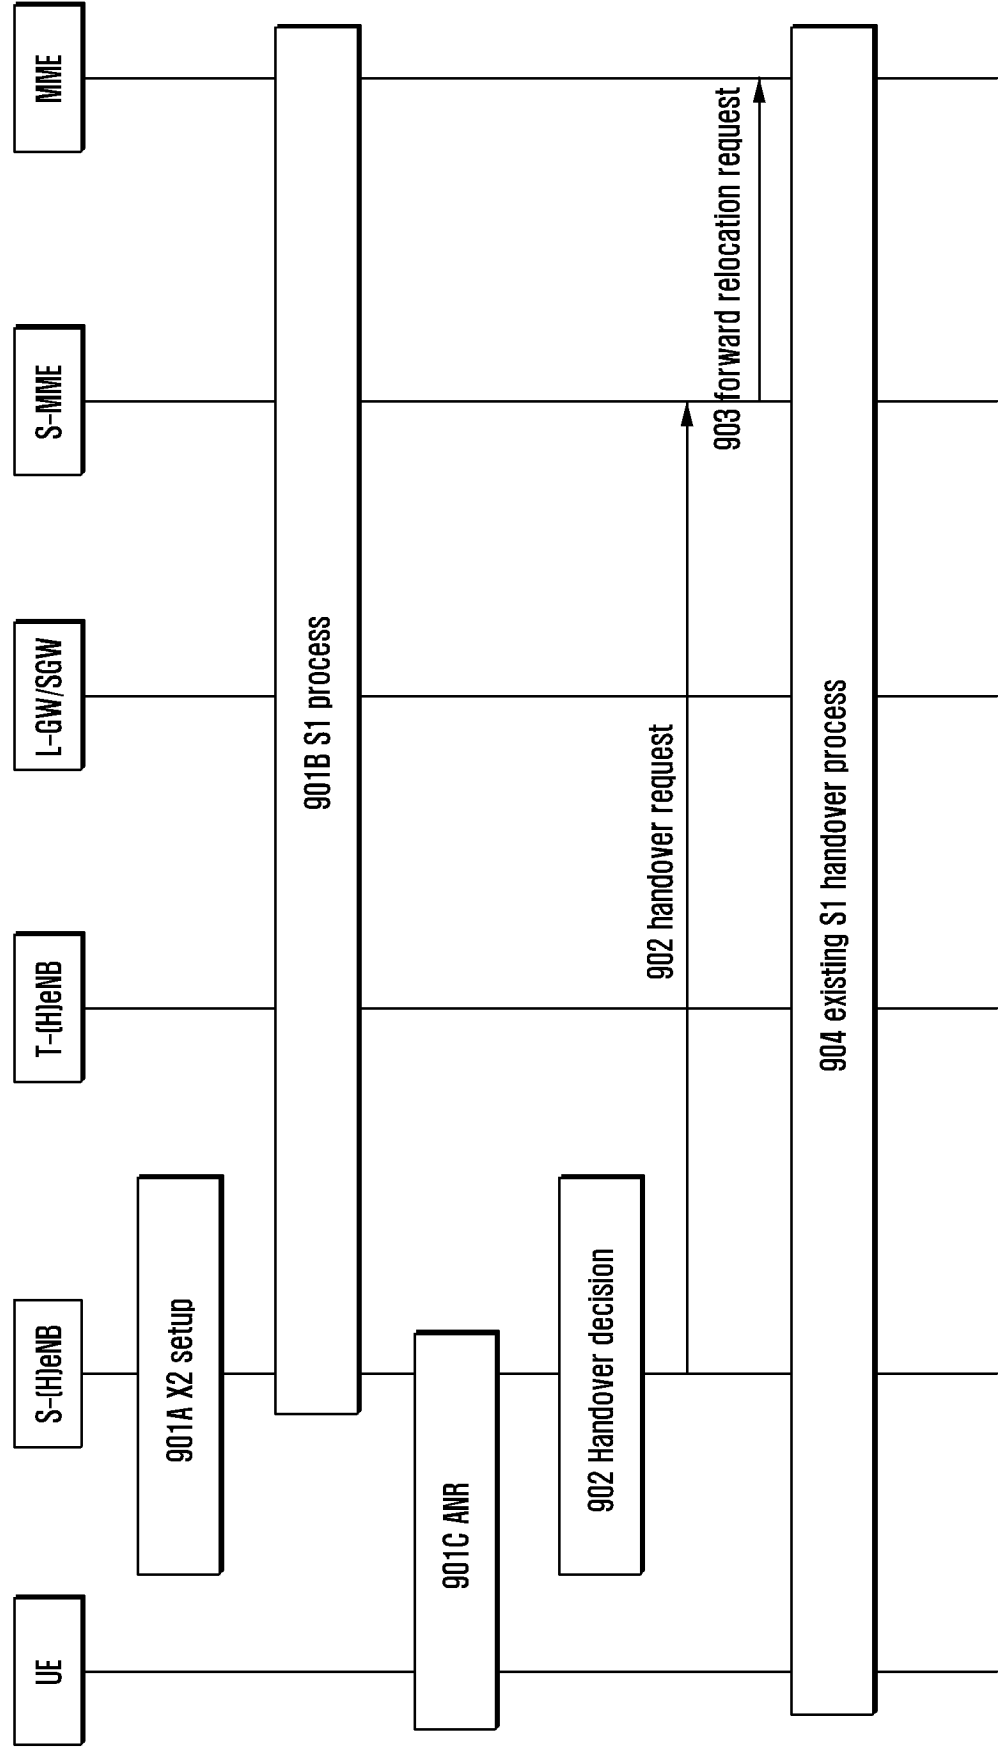 UE
S-(H)eNB
T-(H)eNB
L-GW/SGW
S-MME
MME
901A X2 setup
901B S1 process
901C ANR
902 Handover decision
902 handover request
903 forward relocation request
904 existing S1 handover process